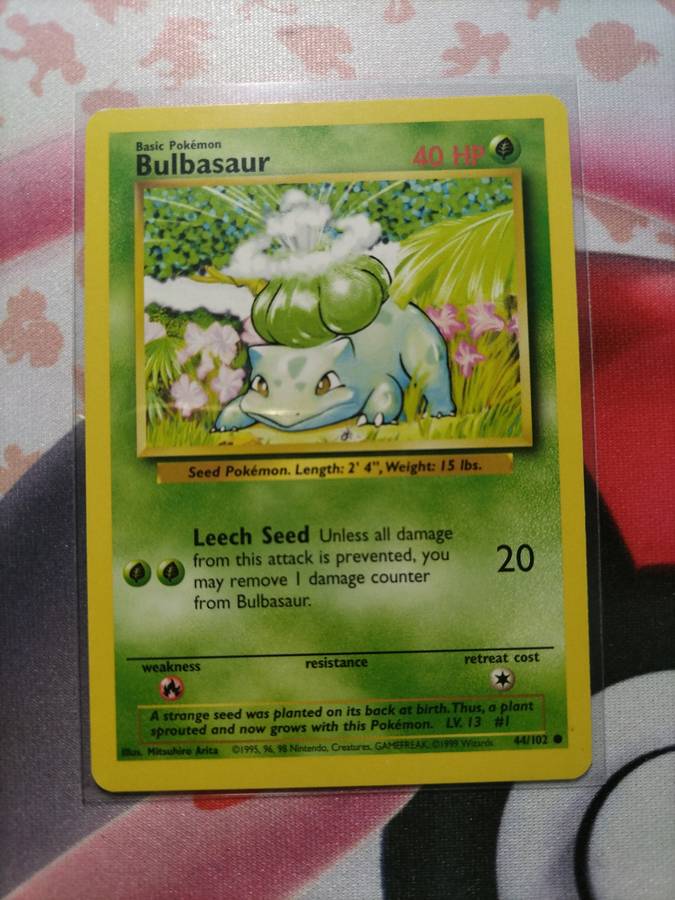 Basic Pokémon
Bulbasaur
40 HP
Seed Pokémon. Length: 2' 4", Weight: 15 lbs.
Leech Seed Unless all damage
from this attack is prevented, you
may remove 1 damage counter
from Bulbasaur.
20
weakness
resistance
retreat cost
A strange seed was planted on its back at birth. Thus, a plant
sprouted and now grows with this Pokémon. LV. 13 #1
Illus. Mitsuhiro Arita ©1995, 96, 98 Nintendo, Creatures, GAMEFREAK. ©1999 Wizards. 44/102